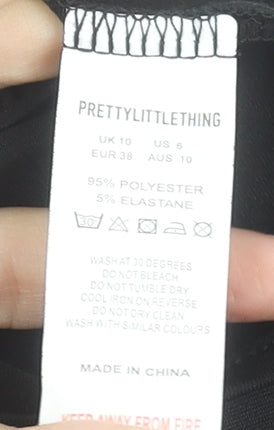 PRETTYLITTLETHING
UK 10 US 6
EUR 38 AUS 10
95% POLYESTER
5% ELASTANE
30
WASH AT 30 DEGREES
DO NOT BLEACH
DO NOT TUMBLE DRY
COOL IRON ON REVERSE
DO NOT DRY CLEAN
WASH WITH SIMILAR COLOURS
MADE IN CHINA
KEEP AWAY FROM FIRE